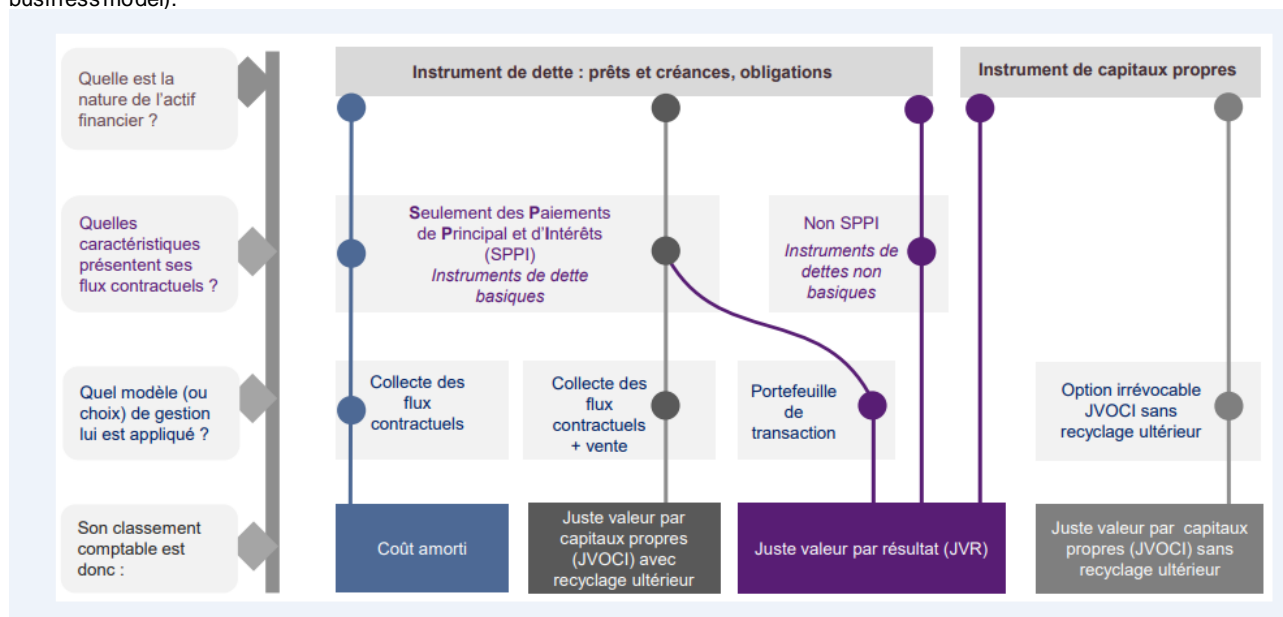 business model).
Quelle est la
nature de l'actif
financier ?
Instrument de dette : prêts et créances, obligations
Instrument de capitaux propres
Quelles
caractéristiques
présentent ses
flux contractuels ?
Seulement des Paiements
de Principal et d'Intérêts
(SPPI)
Instruments de dette
basiques
Non SPPI
Instruments de
dettes non
basiques
Quel modèle (ou
choix) de gestion
lui est appliqué ?
Collecte des
flux
contractuels
Collecte des
flux
contractuels
+ vente
Portefeuille
de
transaction
Option irrévocable
JVOCI sans
recyclage ultérieur
Son classement
comptable est
donc :
Coût amorti
Juste valeur par
capitaux propres
(JVOCI) avec
recyclage ultérieur
Juste valeur par résultat (JVR)
Juste valeur par capitaux
propres (JVOCI) sans
recyclage ultérieur